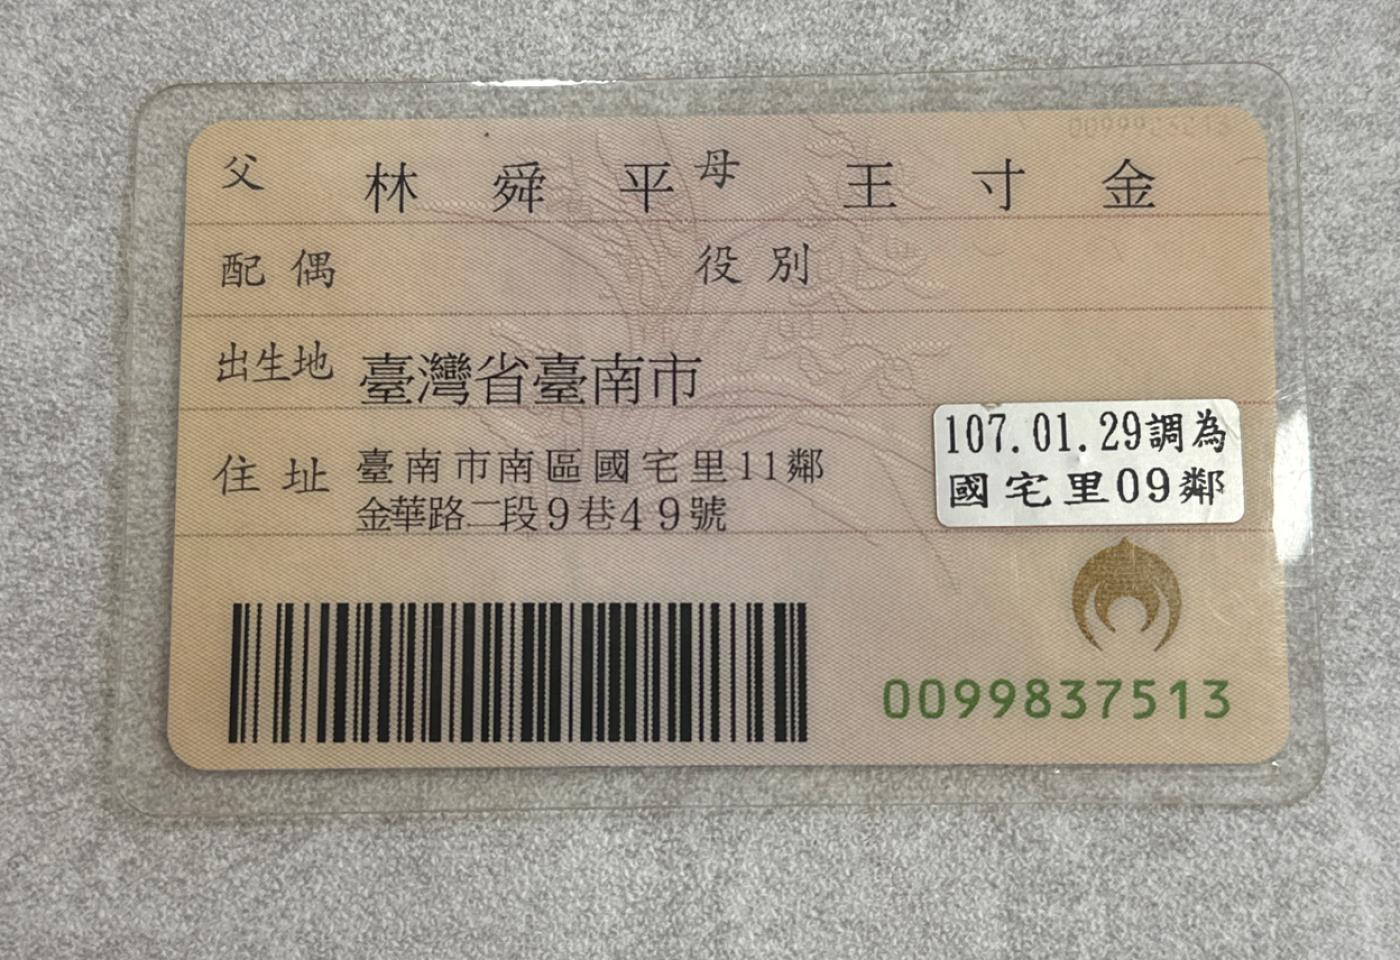 父 林舜平 母 王寸金
配偶 役別
出生地 臺灣省臺南市
住址 臺南市南區國宅里11鄰
金華路二段9巷49號
107.01.29調為
國宅里09鄰
0099837513